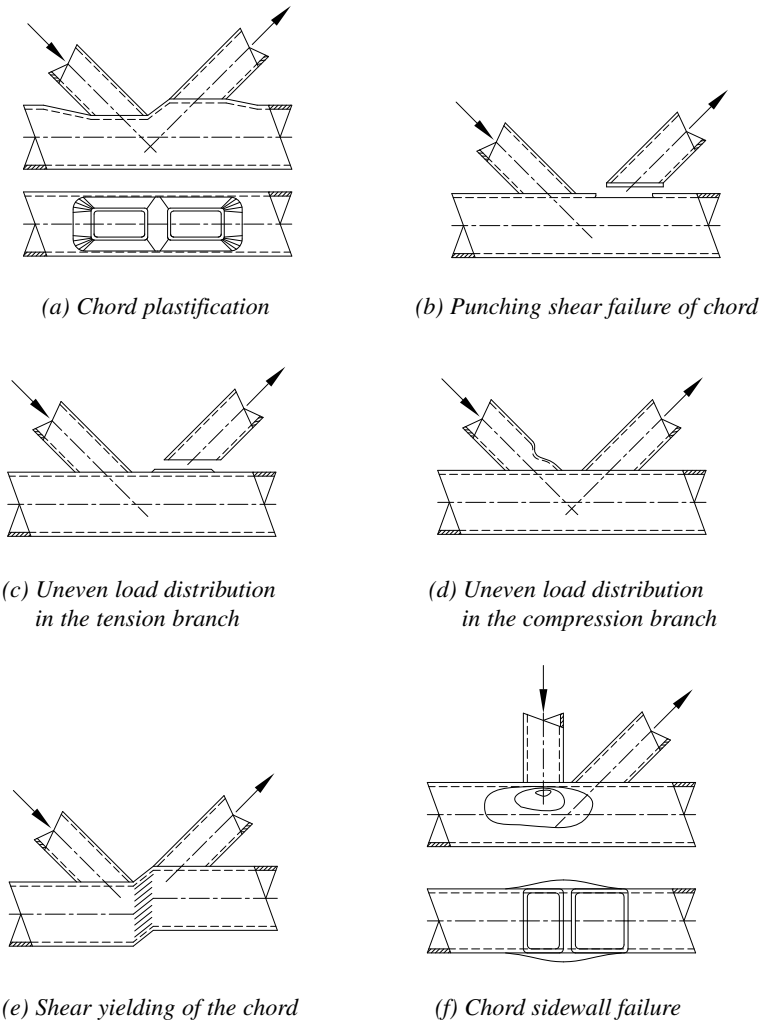 (a) Chord plastification
(b) Punching shear failure of chord
(c) Uneven load distribution
in the tension branch
(d) Uneven load distribution
in the compression branch
(e) Shear yielding of the chord
(f) Chord sidewall failure